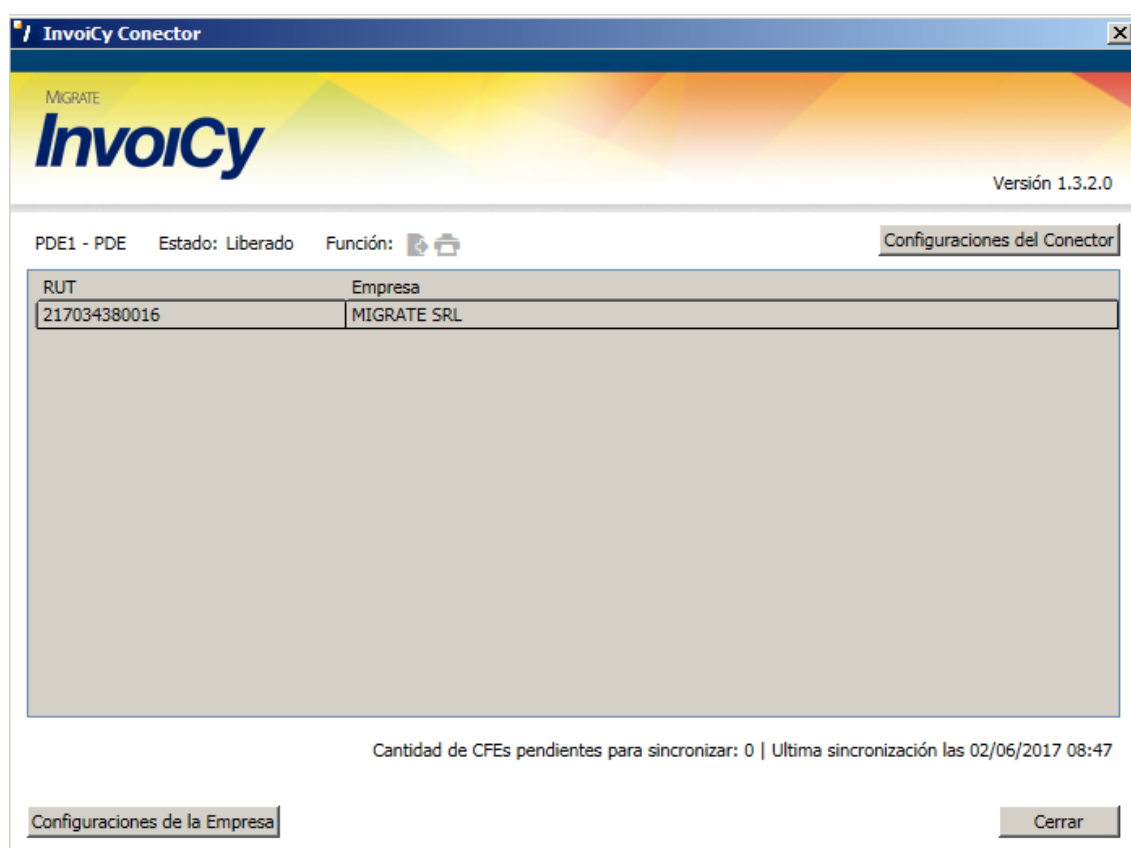 InvoiCy Conector
MIGRATE
InvoiCy
Versión 1.3.2.0
PDE1 - PDE Estado: Liberado Función: Configuraciones del Conector
RUT Empresa
217034380016 MIGRATE SRL
Cantidad de CFEs pendientes para sincronizar: 0 | Ultima sincronización las 02/06/2017 08:47
Configuraciones de la Empresa Cerrar